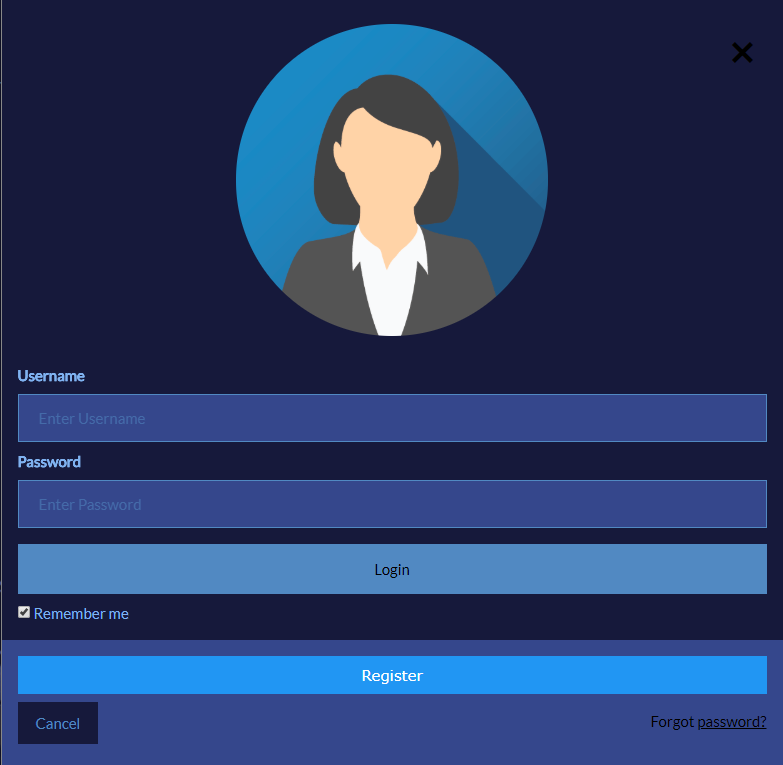 Username
Enter Username
Password
Enter Password
Login
Remember me
Register
Cancel
Forgot password?